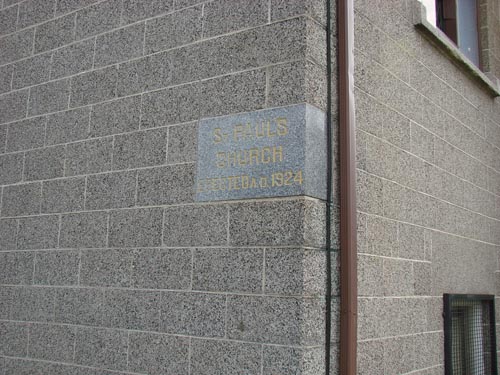 ST PAULS
CHURCH
ERECTED A.D. 1924